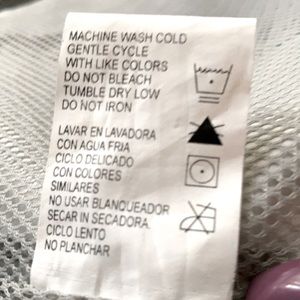 MACHINE WASH COLD
GENTLE CYCLE
WITH LIKE COLORS
DO NOT BLEACH
TUMBLE DRY LOW
DO NOT IRON
LAVAR EN LAVADORA
CON AGUA FRIA
CICLO DELICADO
CON COLORES
SIMILARES
NO USAR BLANQUEADOR
SECAR IN SECADORA
CICLO LENTO
NO PLANCHAR